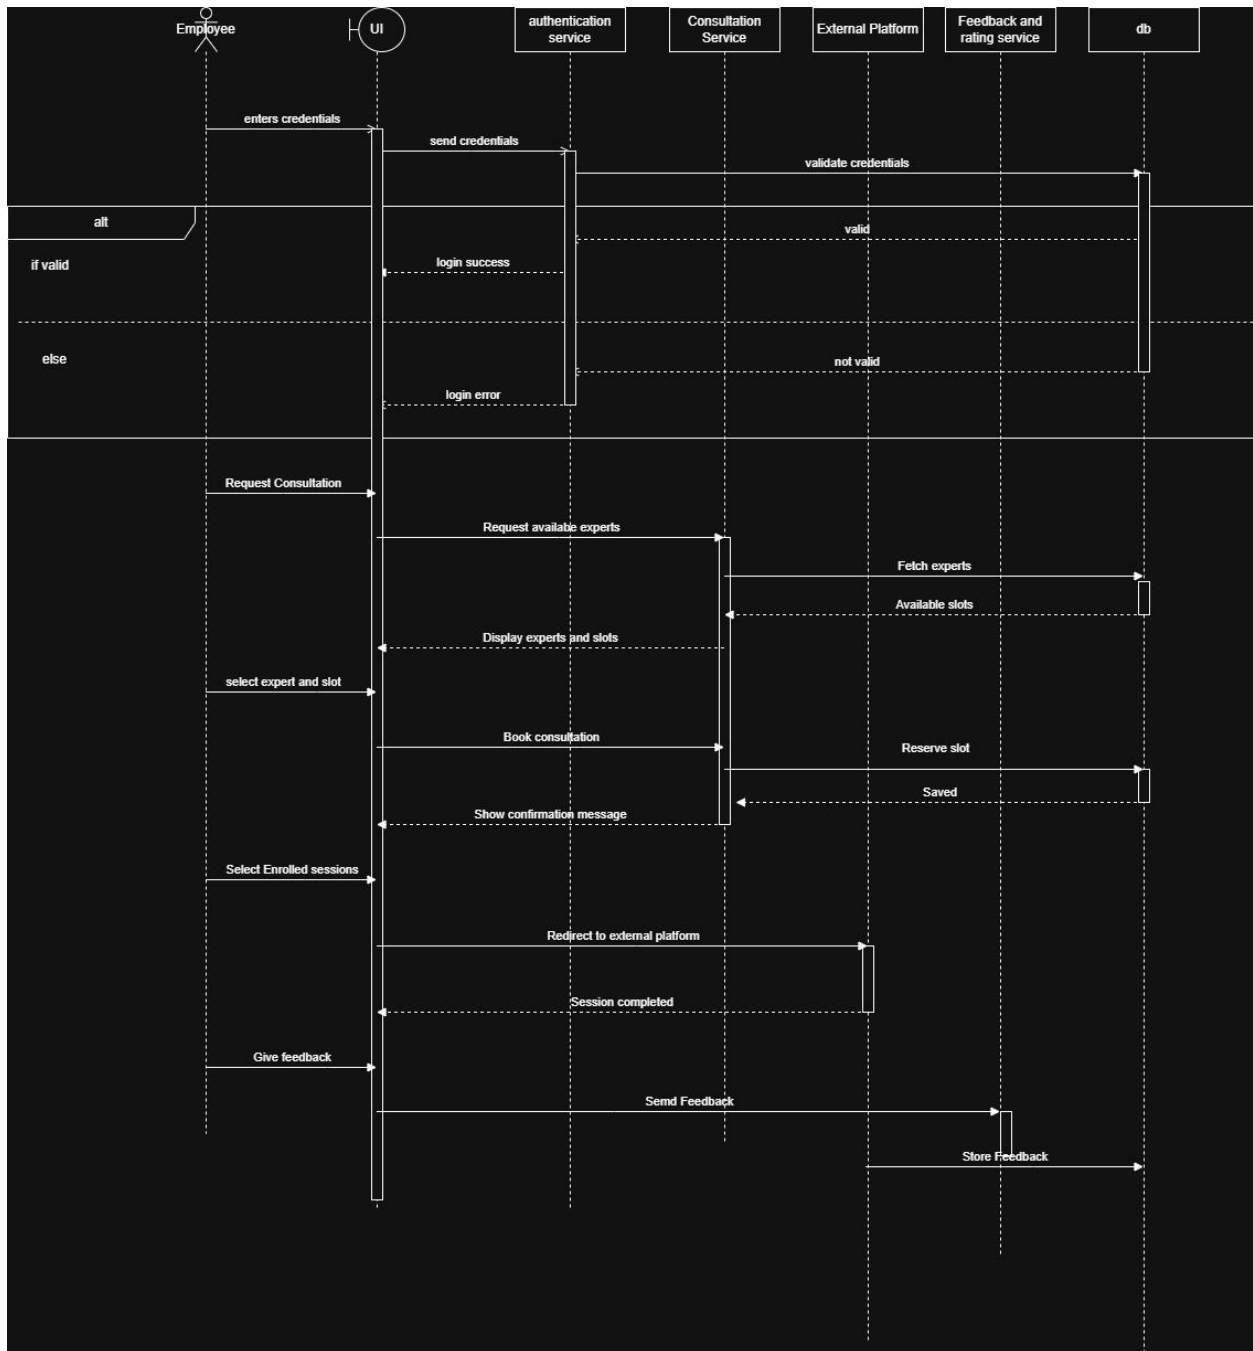 Employee
UI
authentication
service
Consultation
Service
External Platform
Feedback and
rating service
db
enters credentials
send credentials
validate credentials
alt
valid
if valid
login success
else
not valid
login error
Request Consultation
Request available experts
Fetch experts
Available slots
Display experts and slots
select expert and slot
Book consultation
Reserve slot
Saved
Show confirmation message
Select Enrolled sessions
Redirect to external platform
Session completed
Give feedback
Semd Feedback
Store Feedback